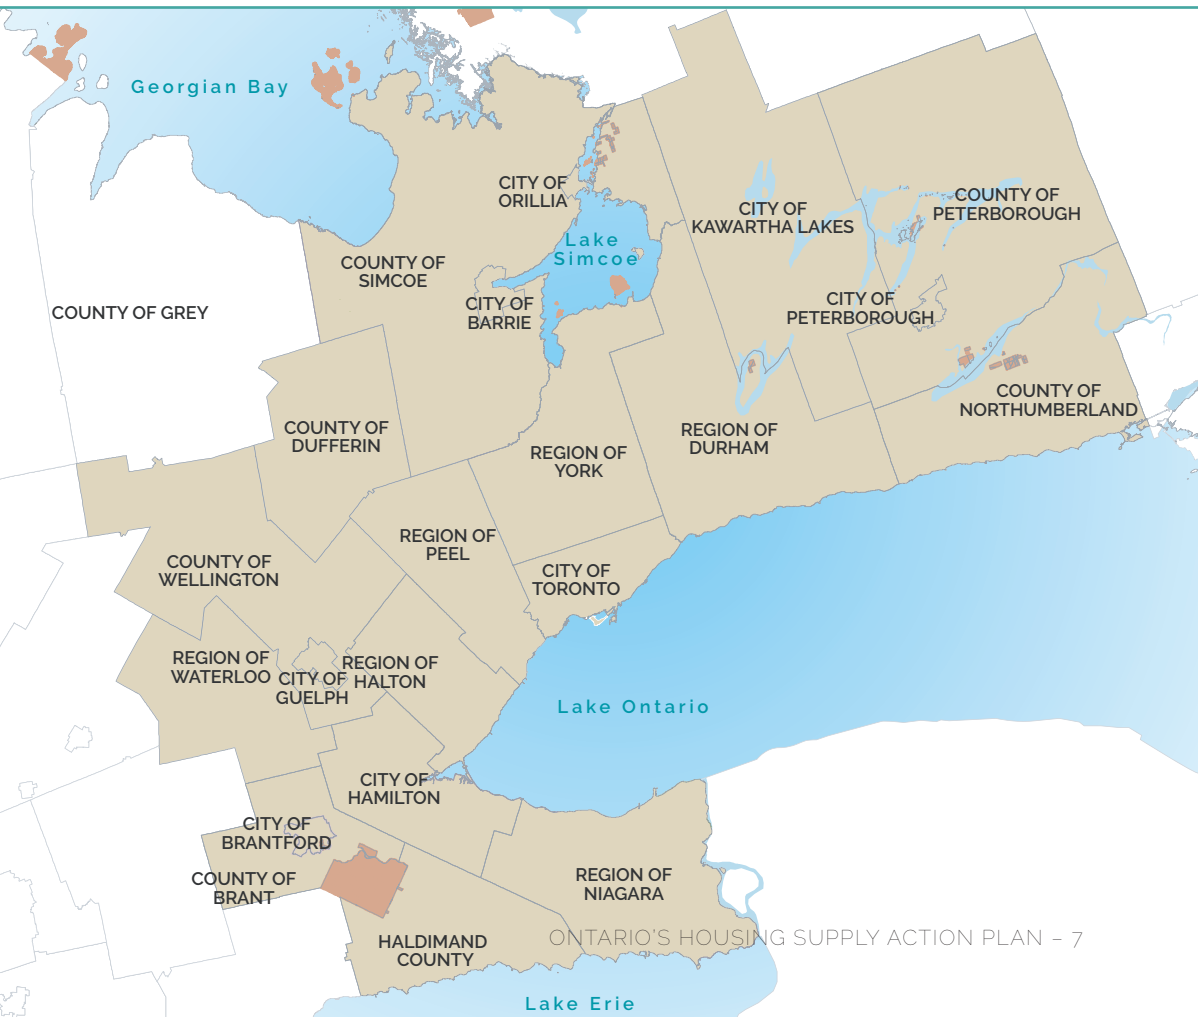 Georgian Bay
CITY OF
ORILLIA
COUNTY OF
PETERBOROUGH
CITY OF
KAWARTHA LAKES
Lake
Simcoe
COUNTY OF
SIMCOE
CITY OF
BARRIE
COUNTY OF GREY
CITY OF
PETERBOROUGH
COUNTY OF
NORTHUMBERLAND
COUNTY OF
DUFFERIN
REGION OF
DURHAM
REGION OF
YORK
REGION OF
PEEL
COUNTY OF
WELLINGTON
CITY OF
TORONTO
REGION OF
WATERLOO
CITY OF
GUELPH
REGION OF
HALTON
Lake Ontario
CITY OF
HAMILTON
CITY OF
BRANTFORD
COUNTY OF
BRANT
REGION OF
NIAGARA
HALDIMAND
COUNTY
ONTARIO'S HOUSING SUPPLY ACTION PLAN – 7
Lake Erie